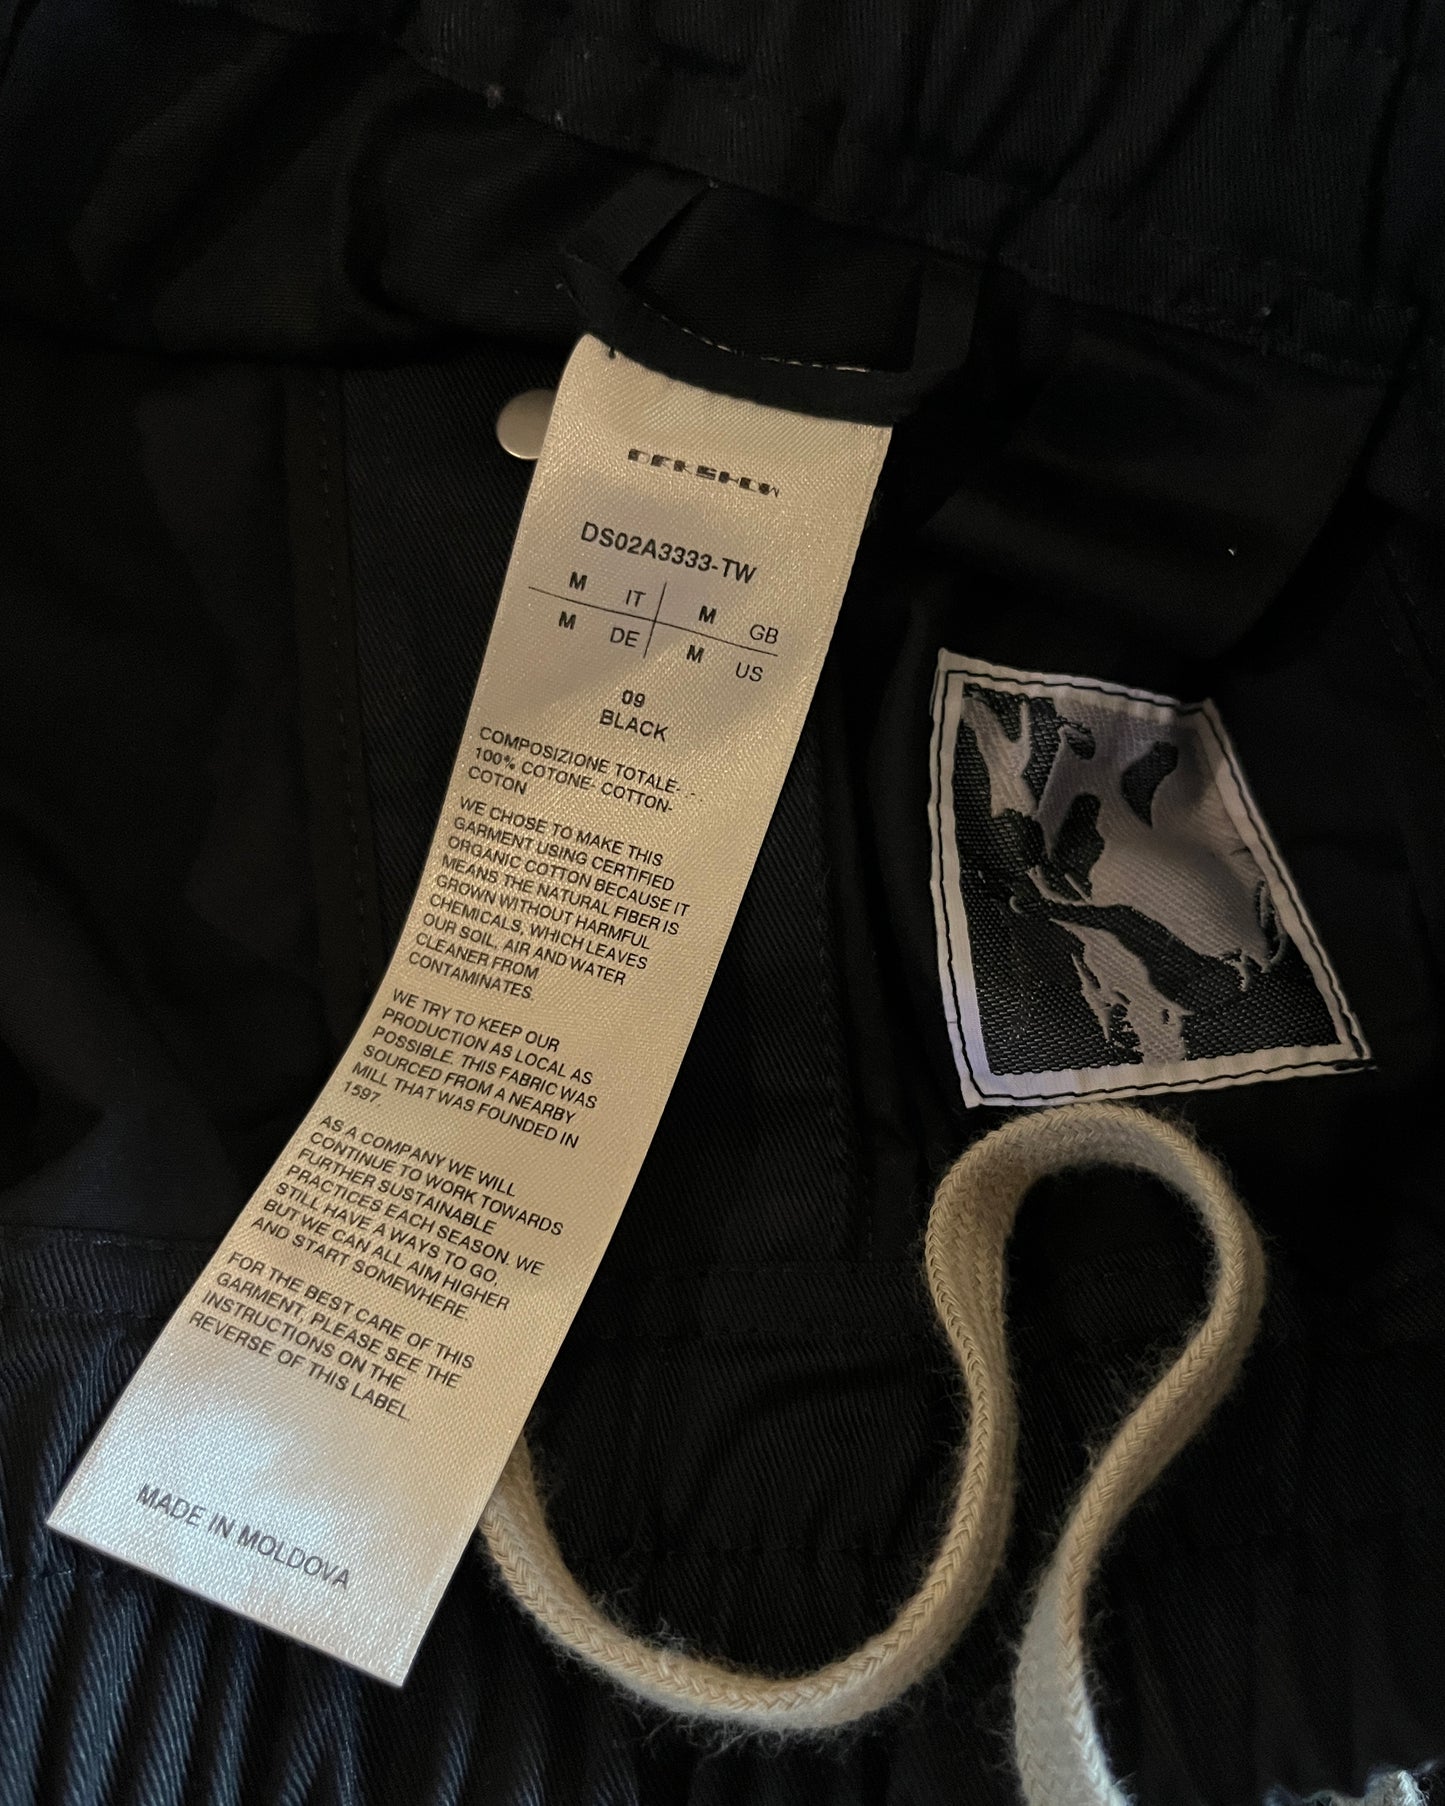 DRKSHDW
DS02A3333-TW
M IT M GB
M DE M US
09
BLACK
COMPOSIZIONE TOTALE-
100% COTONE- COTTON-
COTON
WE CHOSE TO MAKE THIS
GARMENT USING CERTIFIED
ORGANIC COTTON BECAUSE IT
MEANS THE NATURAL FIBER IS
GROWN WITHOUT HARMFUL
CHEMICALS, WHICH LEAVES
OUR SOIL, AIR AND WATER
CLEANER FROM
CONTAMINATES.
WE TRY TO KEEP OUR
PRODUCTION AS LOCAL AS
POSSIBLE. THIS FABRIC WAS
SOURCED FROM A NEARBY
MILL THAT WAS FOUNDED IN
1597
AS A COMPANY WE WILL
CONTINUE TO WORK TOWARDS
FURTHER SUSTAINABLE
PRACTICES EACH SEASON. WE
STILL HAVE A WAYS TO GO,
BUT WE CAN ALL AIM HIGHER
AND START SOMEWHERE.
FOR THE BEST CARE OF THIS
GARMENT, PLEASE SEE THE
INSTRUCTIONS ON THE
REVERSE OF THIS LABEL.
MADE IN MOLDOVA